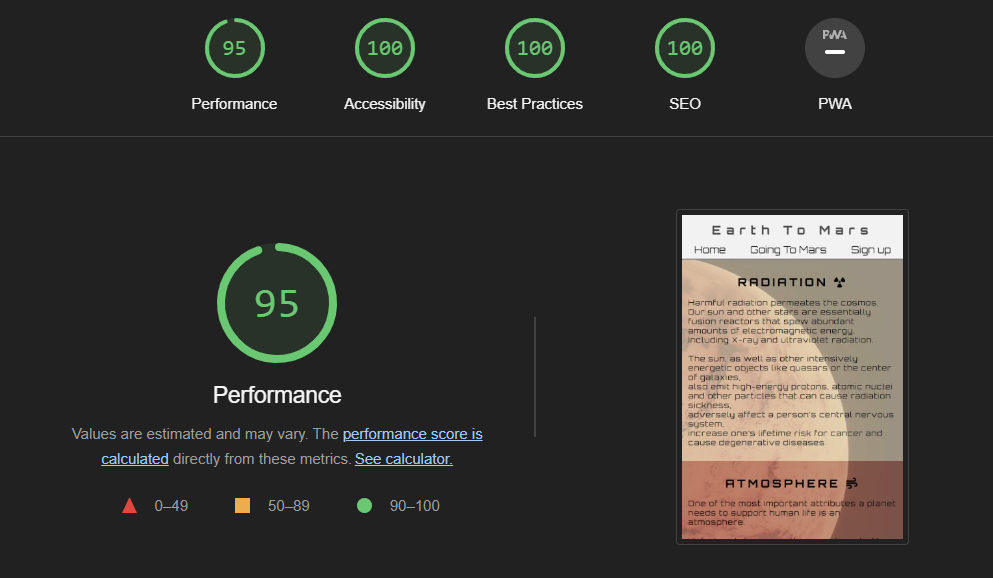 95
100
100
100
PWA
Performance
Accessibility
Best Practices
SEO
PWA
95
Performance
Values are estimated and may vary. The performance score is
calculated directly from these metrics. See calculator.
0–49
50–89
90–100
Earth To Mars
Home
Going To Mars
Sign up
RADIATION
Harmful radiation permeates the cosmos.
Our sun and other stars are essentially
fusion reactors that spew abundant
amounts of electromagnetic energy,
including X-ray and ultraviolet radiation.
The sun, as well as other intensively
energetic objects like quasars or the center
of galaxies,
also emit high-energy protons, atomic nuclei
and other particles that can cause radiation
sickness,
adversely affect a person's central nervous
system,
increase one's lifetime risk for cancer and
cause degenerative diseases.
ATMOSPHERE
One of the most important attributes a planet
needs to support human life is an
atmosphere.